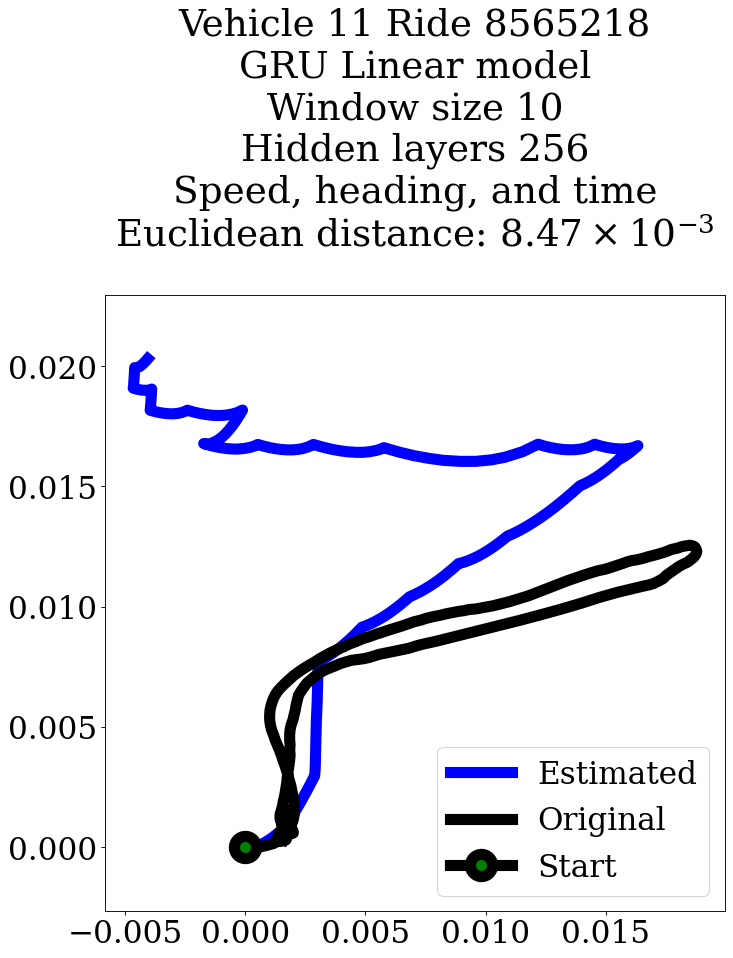 Vehicle 11 Ride 8565218
GRU Linear model
Window size 10
Hidden layers 256
Speed, heading, and time
Euclidean distance: 8.47 × 10⁻³
0.020
0.015
0.010
0.005
0.000
Estimated
Original
Start
−0.005 0.000 0.005 0.010 0.015